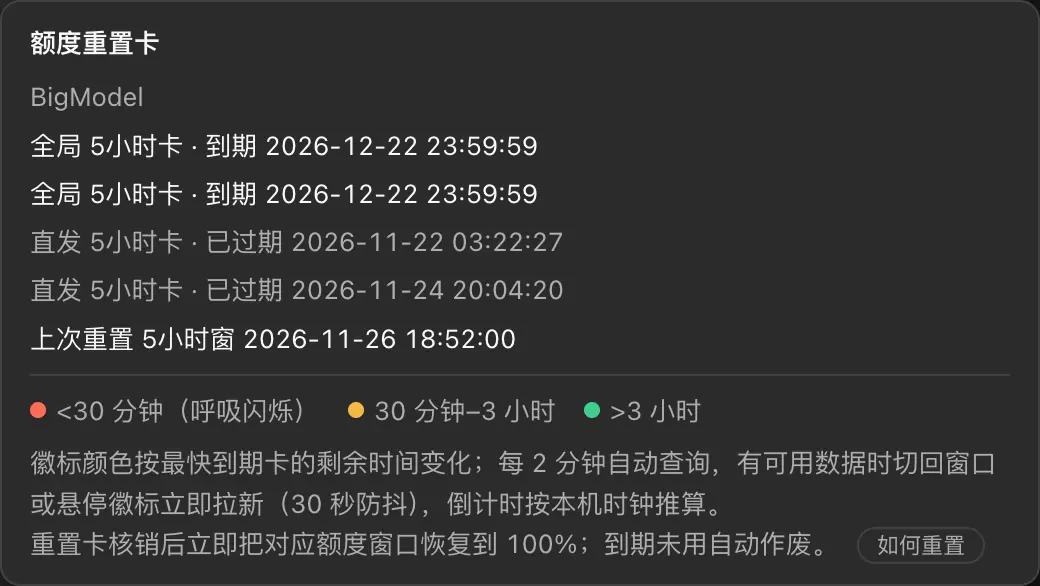 额度重置卡
BigModel
全局 5小时卡 · 到期 2026-12-22 23:59:59
全局 5小时卡 · 到期 2026-12-22 23:59:59
直发 5小时卡 · 已过期 2026-11-22 03:22:27
直发 5小时卡 · 已过期 2026-11-24 20:04:20
上次重置 5小时窗 2026-11-26 18:52:00
<30 分钟（呼吸闪烁） 30 分钟–3 小时 >3 小时
徽标颜色按最快到期卡的剩余时间变化；每 2 分钟自动查询，有可用数据时切回窗口
或悬停徽标立即拉新（30 秒防抖），倒计时按本机时钟推算。
重置卡核销后立即把对应额度窗口恢复到 100%；到期未用自动作废。 如何重置